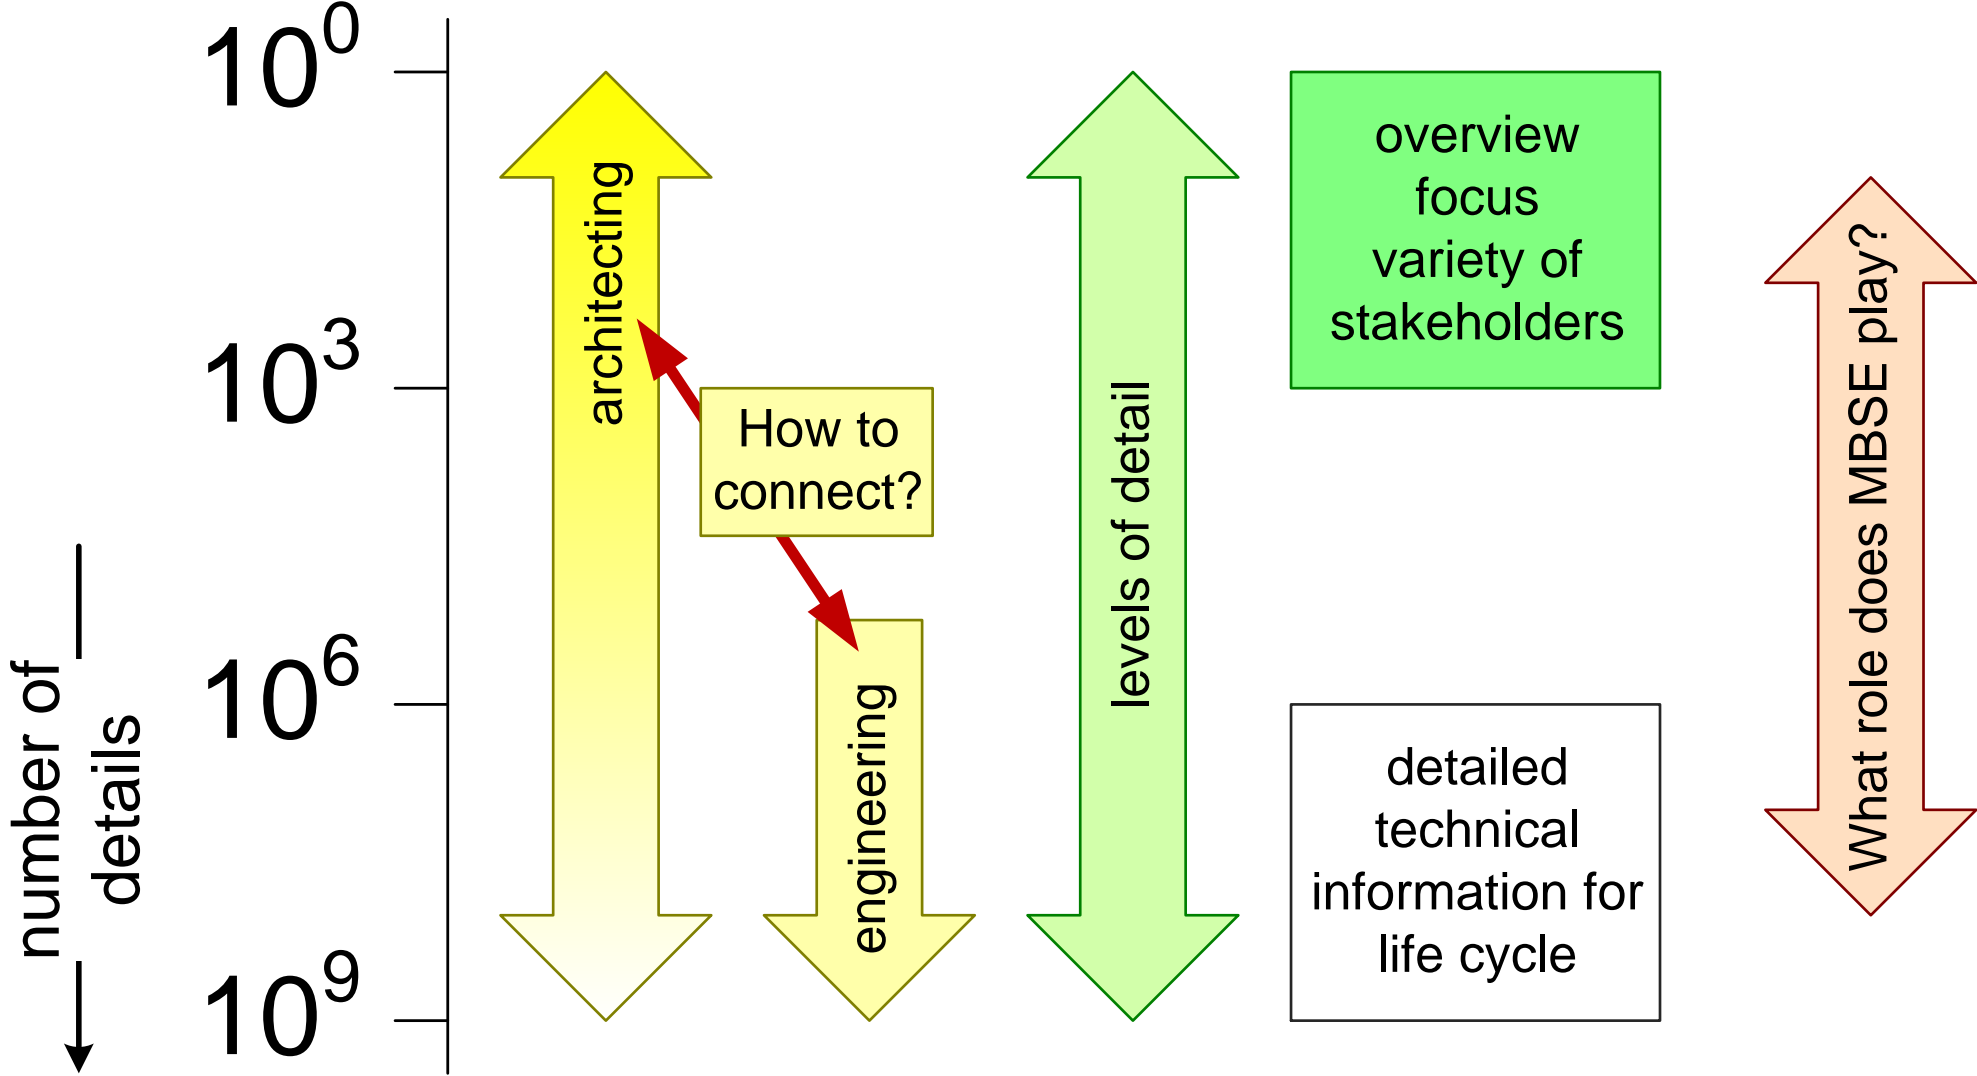 10^0
10^3
10^6
10^9
number of
details
architecting
How to
connect?
engineering
levels of detail
overview
focus
variety of
stakeholders
detailed
technical
information for
life cycle
What role does MBSE play?